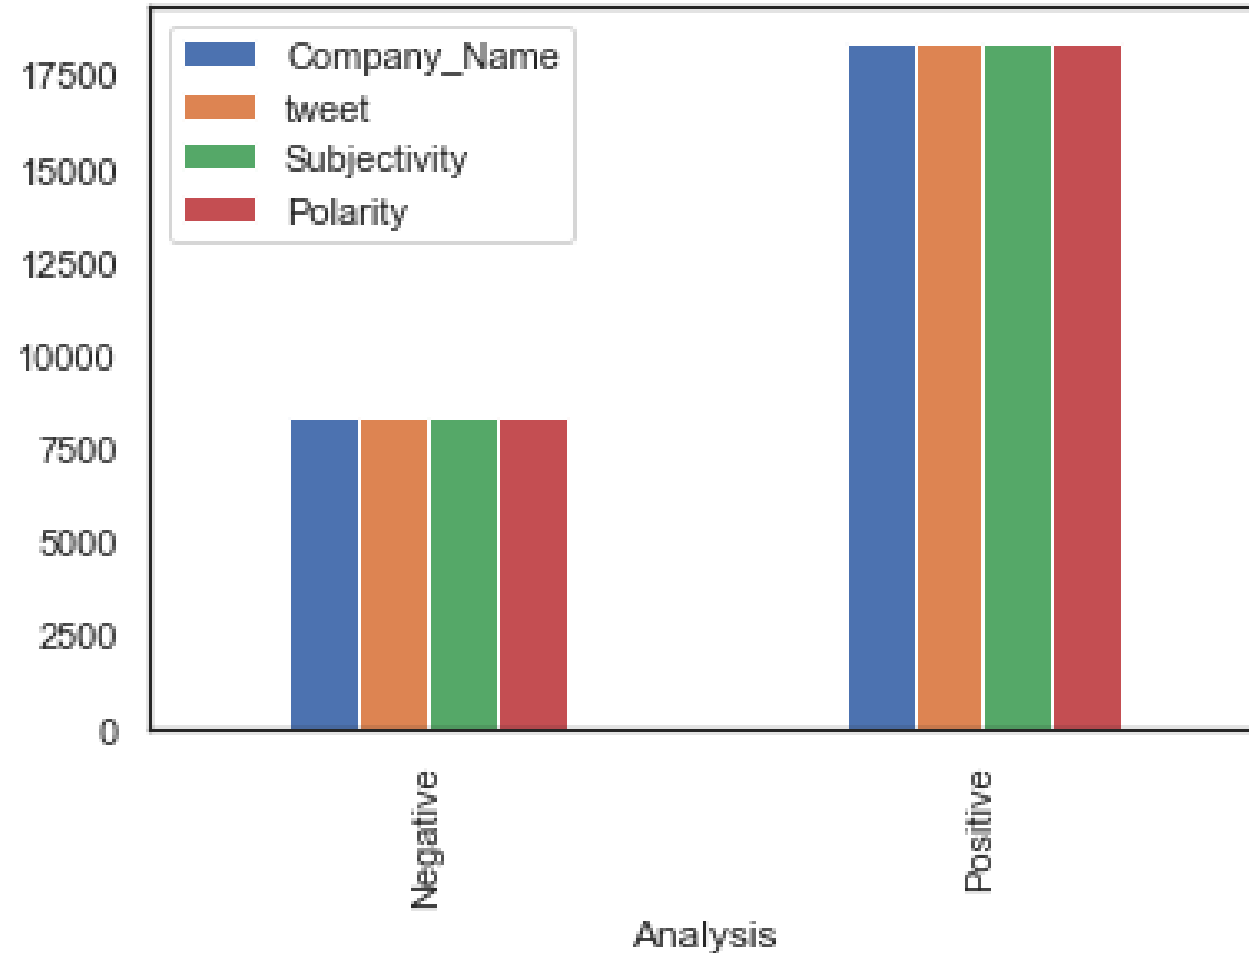 17500
15000
12500
10000
7500
5000
2500
0
Company_Name
tweet
Subjectivity
Polarity
Negative
Positive
Analysis